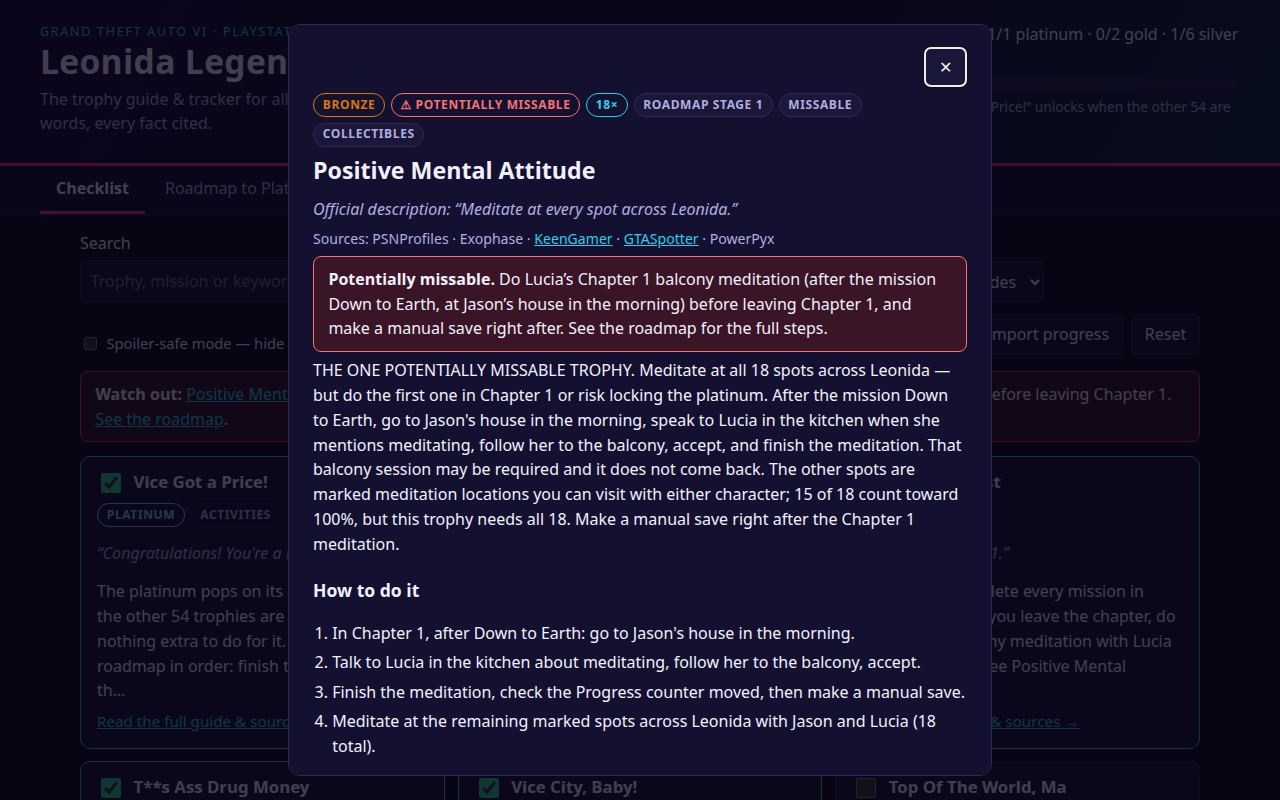 GRAND THEFT AUTO VI · PLAYSTAT
Leonida Legen
The trophy guide & tracker for all
words, every fact cited.
1/1 platinum · 0/2 gold · 1/6 silver
Price!” unlocks when the other 54 are
Checklist
Roadmap to Plat
Search
Trophy, mission or keywor
des
Spoiler-safe mode — hide
mport progress
Reset
Watch out: Positive Ment
efore leaving Chapter 1.
See the roadmap.
✕
BRONZE
⚠ POTENTIALLY MISSABLE
18×
ROADMAP STAGE 1
MISSABLE
COLLECTIBLES
Positive Mental Attitude
Official description: “Meditate at every spot across Leonida.”
Sources: PSNProfiles · Exophase · KeenGamer · GTASpotter · PowerPyx
Potentially missable. Do Lucia’s Chapter 1 balcony meditation (after the mission
Down to Earth, at Jason’s house in the morning) before leaving Chapter 1, and
make a manual save right after. See the roadmap for the full steps.
THE ONE POTENTIALLY MISSABLE TROPHY. Meditate at all 18 spots across Leonida —
but do the first one in Chapter 1 or risk locking the platinum. After the mission Down
to Earth, go to Jason's house in the morning, speak to Lucia in the kitchen when she
mentions meditating, follow her to the balcony, accept, and finish the meditation. That
balcony session may be required and it does not come back. The other spots are
marked meditation locations you can visit with either character; 15 of 18 count toward
100%, but this trophy needs all 18. Make a manual save right after the Chapter 1
meditation.
How to do it
1. In Chapter 1, after Down to Earth: go to Jason's house in the morning.
2. Talk to Lucia in the kitchen about meditating, follow her to the balcony, accept.
3. Finish the meditation, check the Progress counter moved, then make a manual save.
4. Meditate at the remaining marked spots across Leonida with Jason and Lucia (18
total).
Vice Got a Price!
PLATINUM
ACTIVITIES
“Congratulations! You're a
The platinum pops on its
the other 54 trophies are
nothing extra to do for it.
roadmap in order: finish t
th...
Read the full guide & sourc
st
1.”
lete every mission in
you leave the chapter, do
ny meditation with Lucia
ee Positive Mental
& sources →
T**s Ass Drug Money
Vice City, Baby!
Top Of The World, Ma